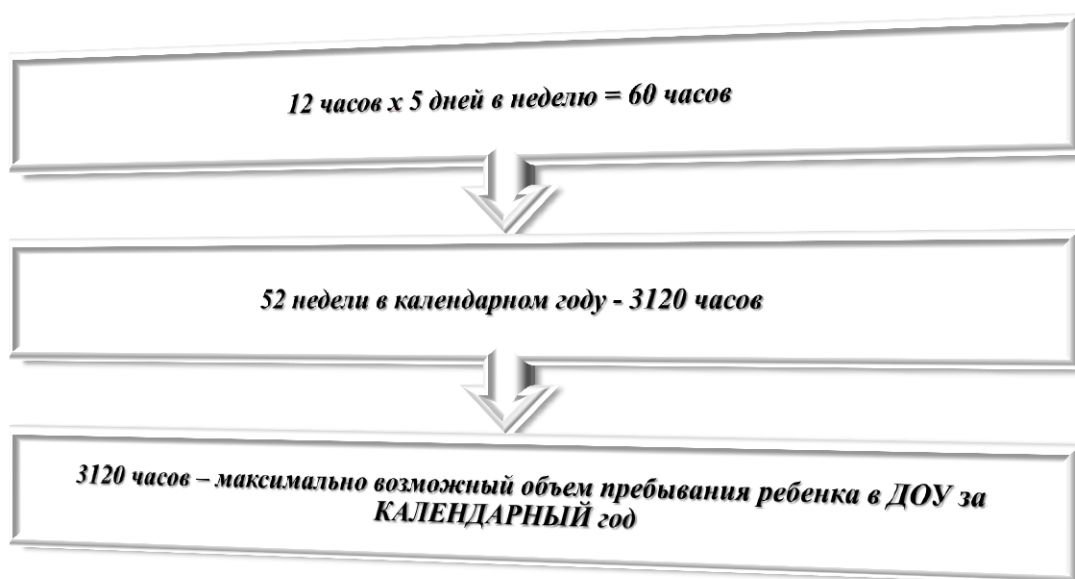 12 часов х 5 дней в неделю = 60 часов
52 недели в календарном году - 3120 часов
3120 часов – максимально возможный объем пребывания ребенка в ДОУ за
КАЛЕНДАРНЫЙ год